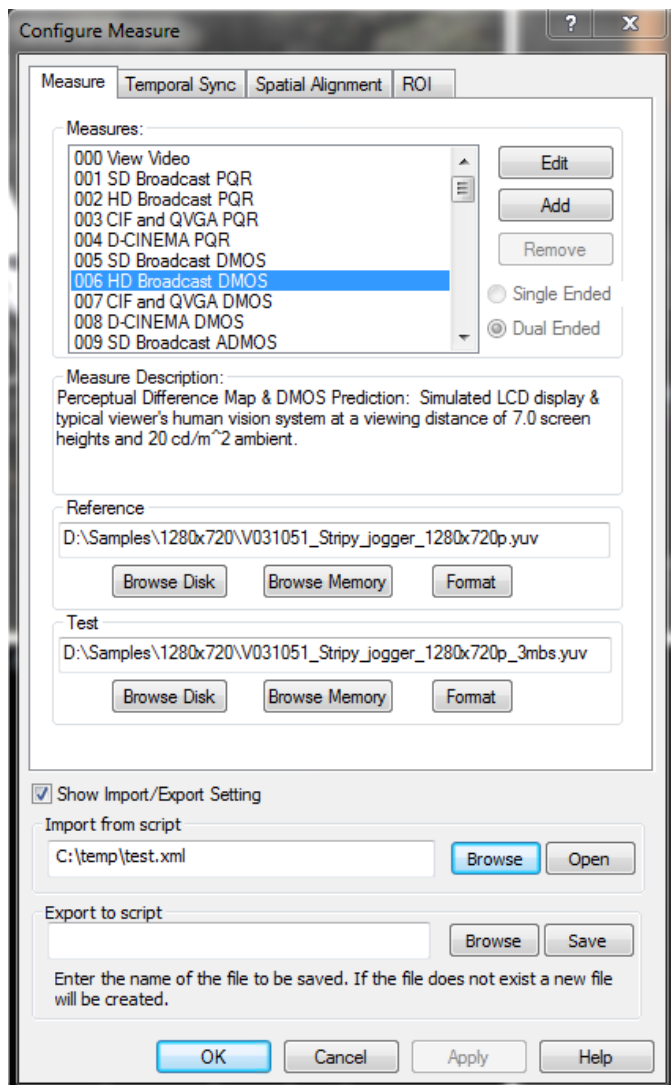 Configure Measure
?
X
Measure
Temporal Sync
Spatial Alignment
ROI
Measures:
000 View Video
001 SD Broadcast PQR
002 HD Broadcast PQR
003 CIF and QVGA PQR
004 D-CINEMA PQR
005 SD Broadcast DMOS
006 HD Broadcast DMOS
007 CIF and QVGA DMOS
008 D-CINEMA DMOS
009 SD Broadcast ADMOS
Edit
Add
Remove
Single Ended
Dual Ended
Measure Description:
Perceptual Difference Map & DMOS Prediction: Simulated LCD display &
typical viewer's human vision system at a viewing distance of 7.0 screen
heights and 20 cd/m^2 ambient.
Reference
D:\Samples\1280x720\V031051_Stripy_jogger_1280x720p.yuv
Browse Disk
Browse Memory
Format
Test
D:\Samples\1280x720\V031051_Stripy_jogger_1280x720p_3mbs.yuv
Browse Disk
Browse Memory
Format
Show Import/Export Setting
Import from script
C:\temp\test.xml
Browse
Open
Export to script
Browse
Save
Enter the name of the file to be saved. If the file does not exist a new file
will be created.
OK
Cancel
Apply
Help